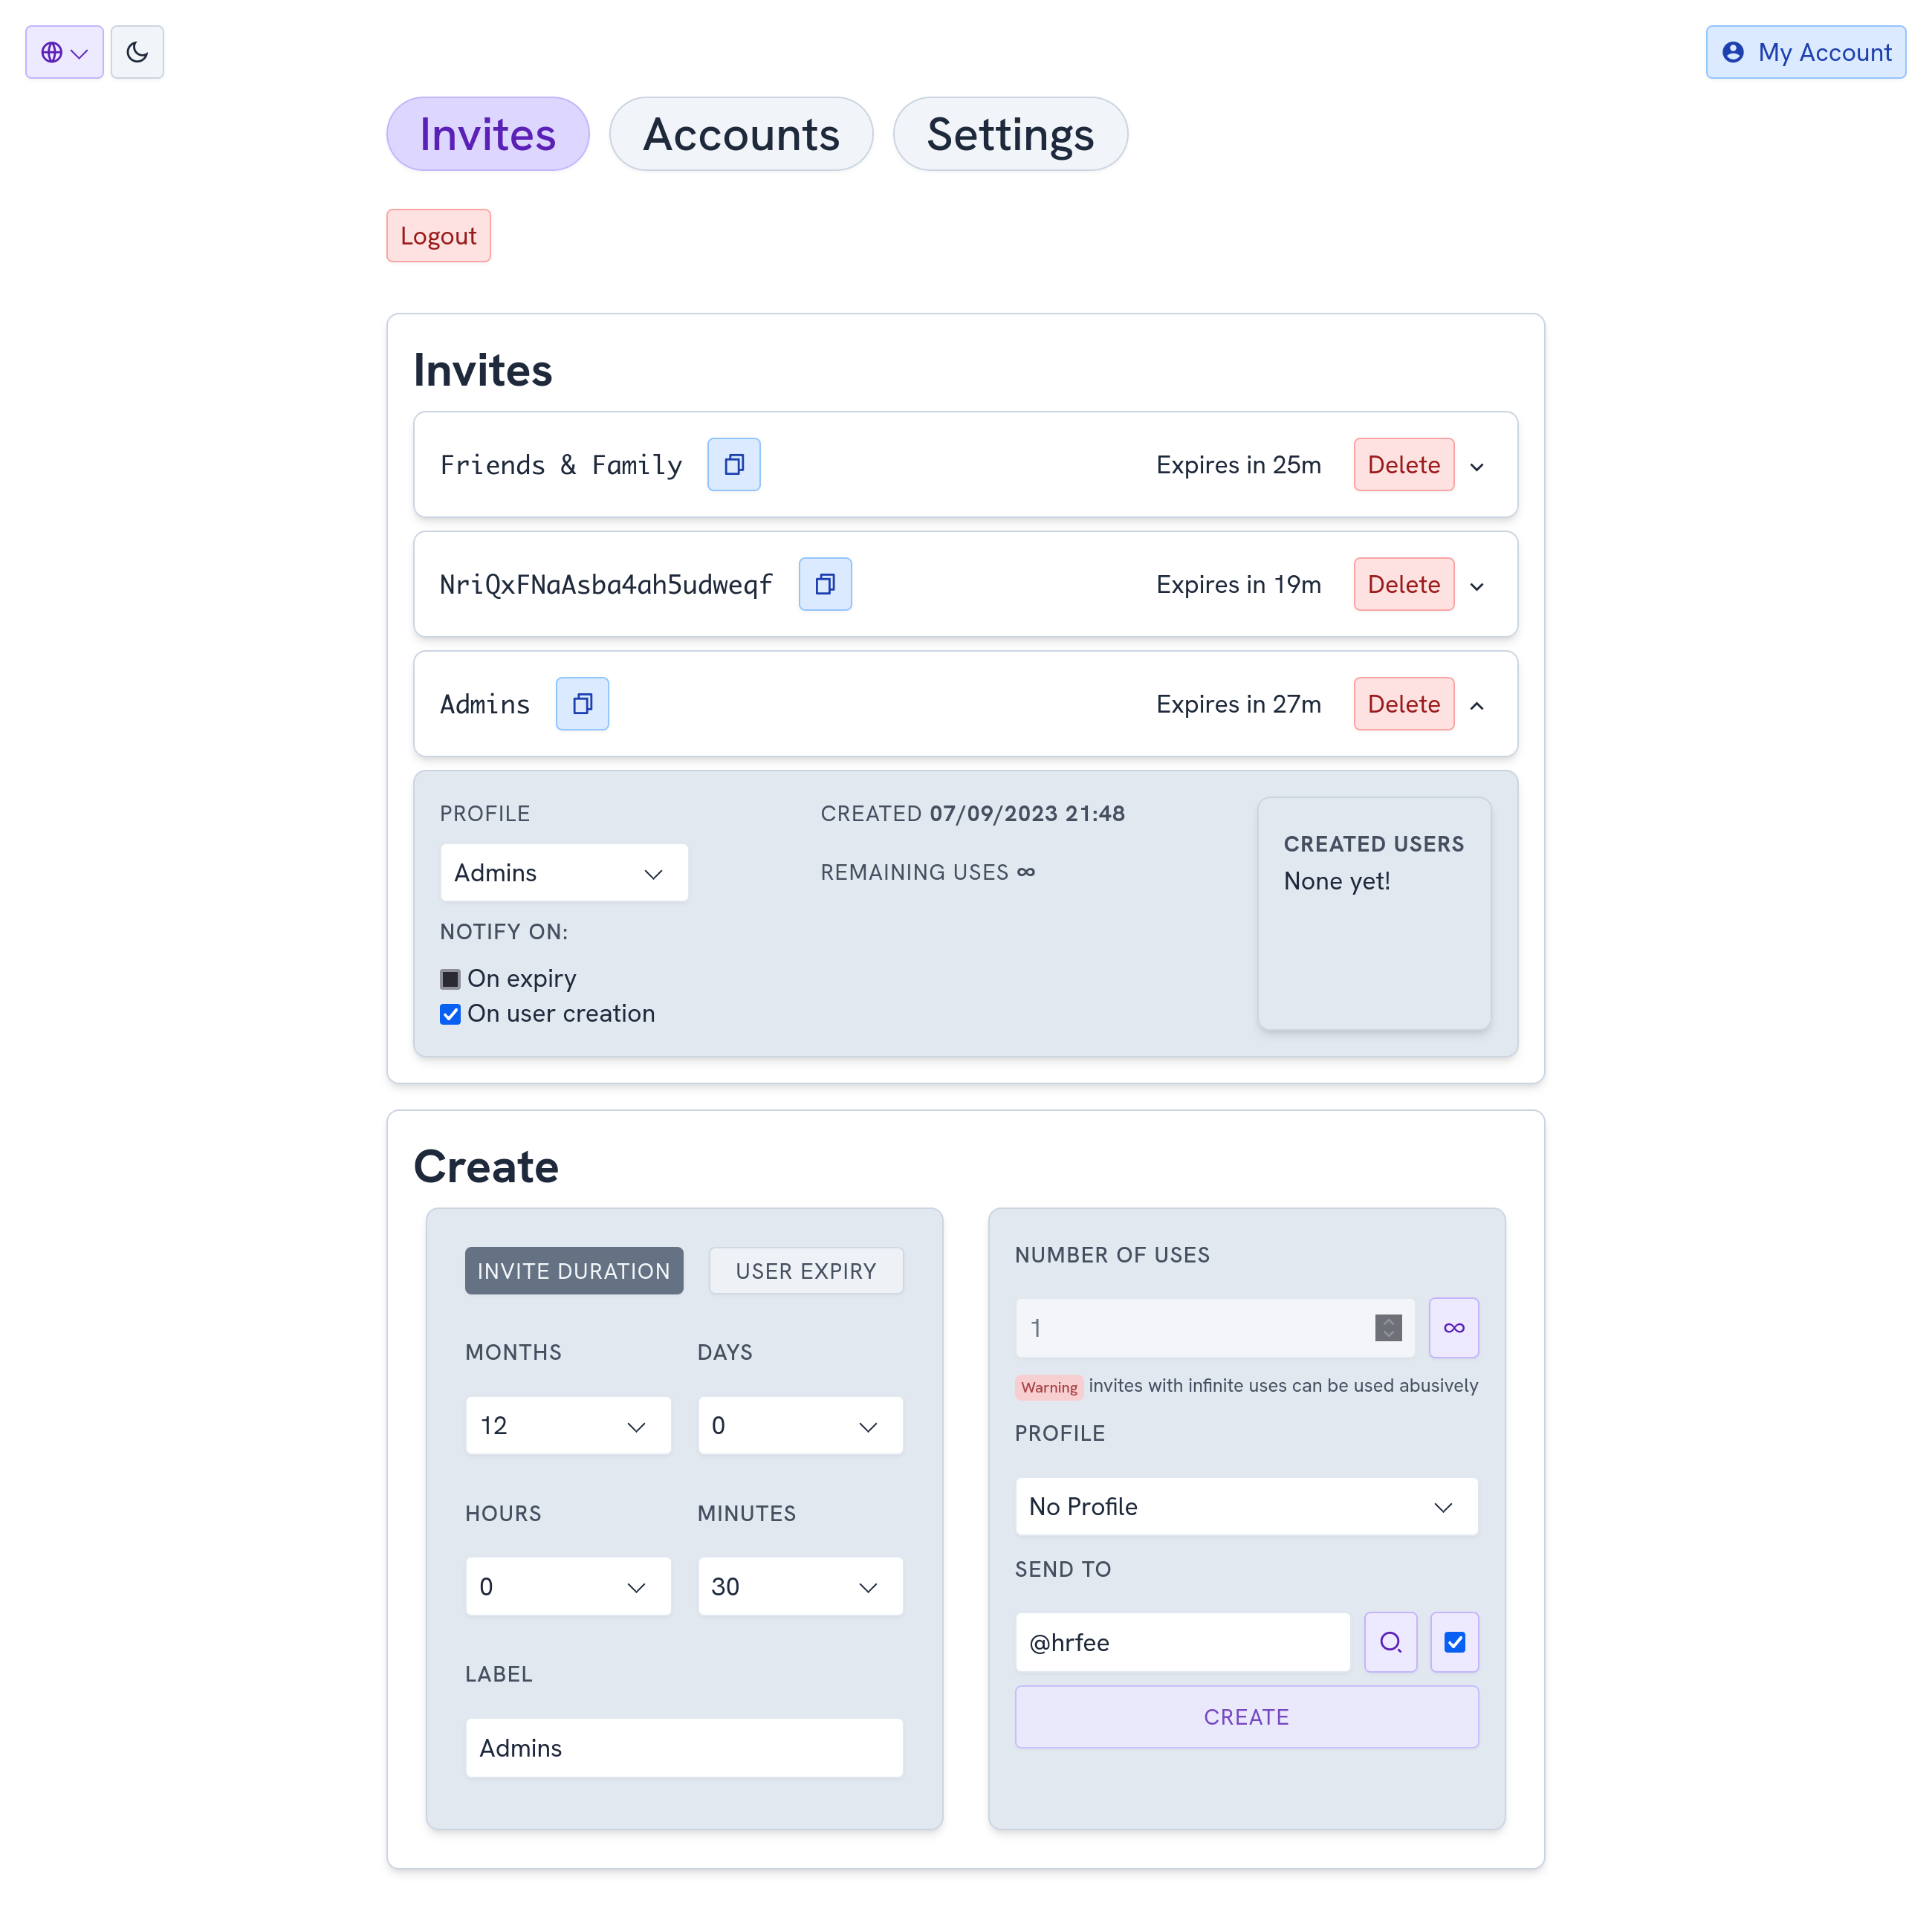 My Account
Invites Accounts Settings
Logout
Invites
Friends & Family Expires in 25m Delete
NriQxFNaAsba4ah5udweqf Expires in 19m Delete
Admins Expires in 27m Delete
PROFILE CREATED 07/09/2023 21:48
CREATED USERS
Admins REMAINING USES ∞
None yet!
NOTIFY ON:
On expiry
On user creation
Create
INVITE DURATION USER EXPIRY
MONTHS DAYS
12 0
HOURS MINUTES
0 30
LABEL
Admins
NUMBER OF USES
1 ∞
Warning invites with infinite uses can be used abusively
PROFILE
No Profile
SEND TO
@hrfee
CREATE